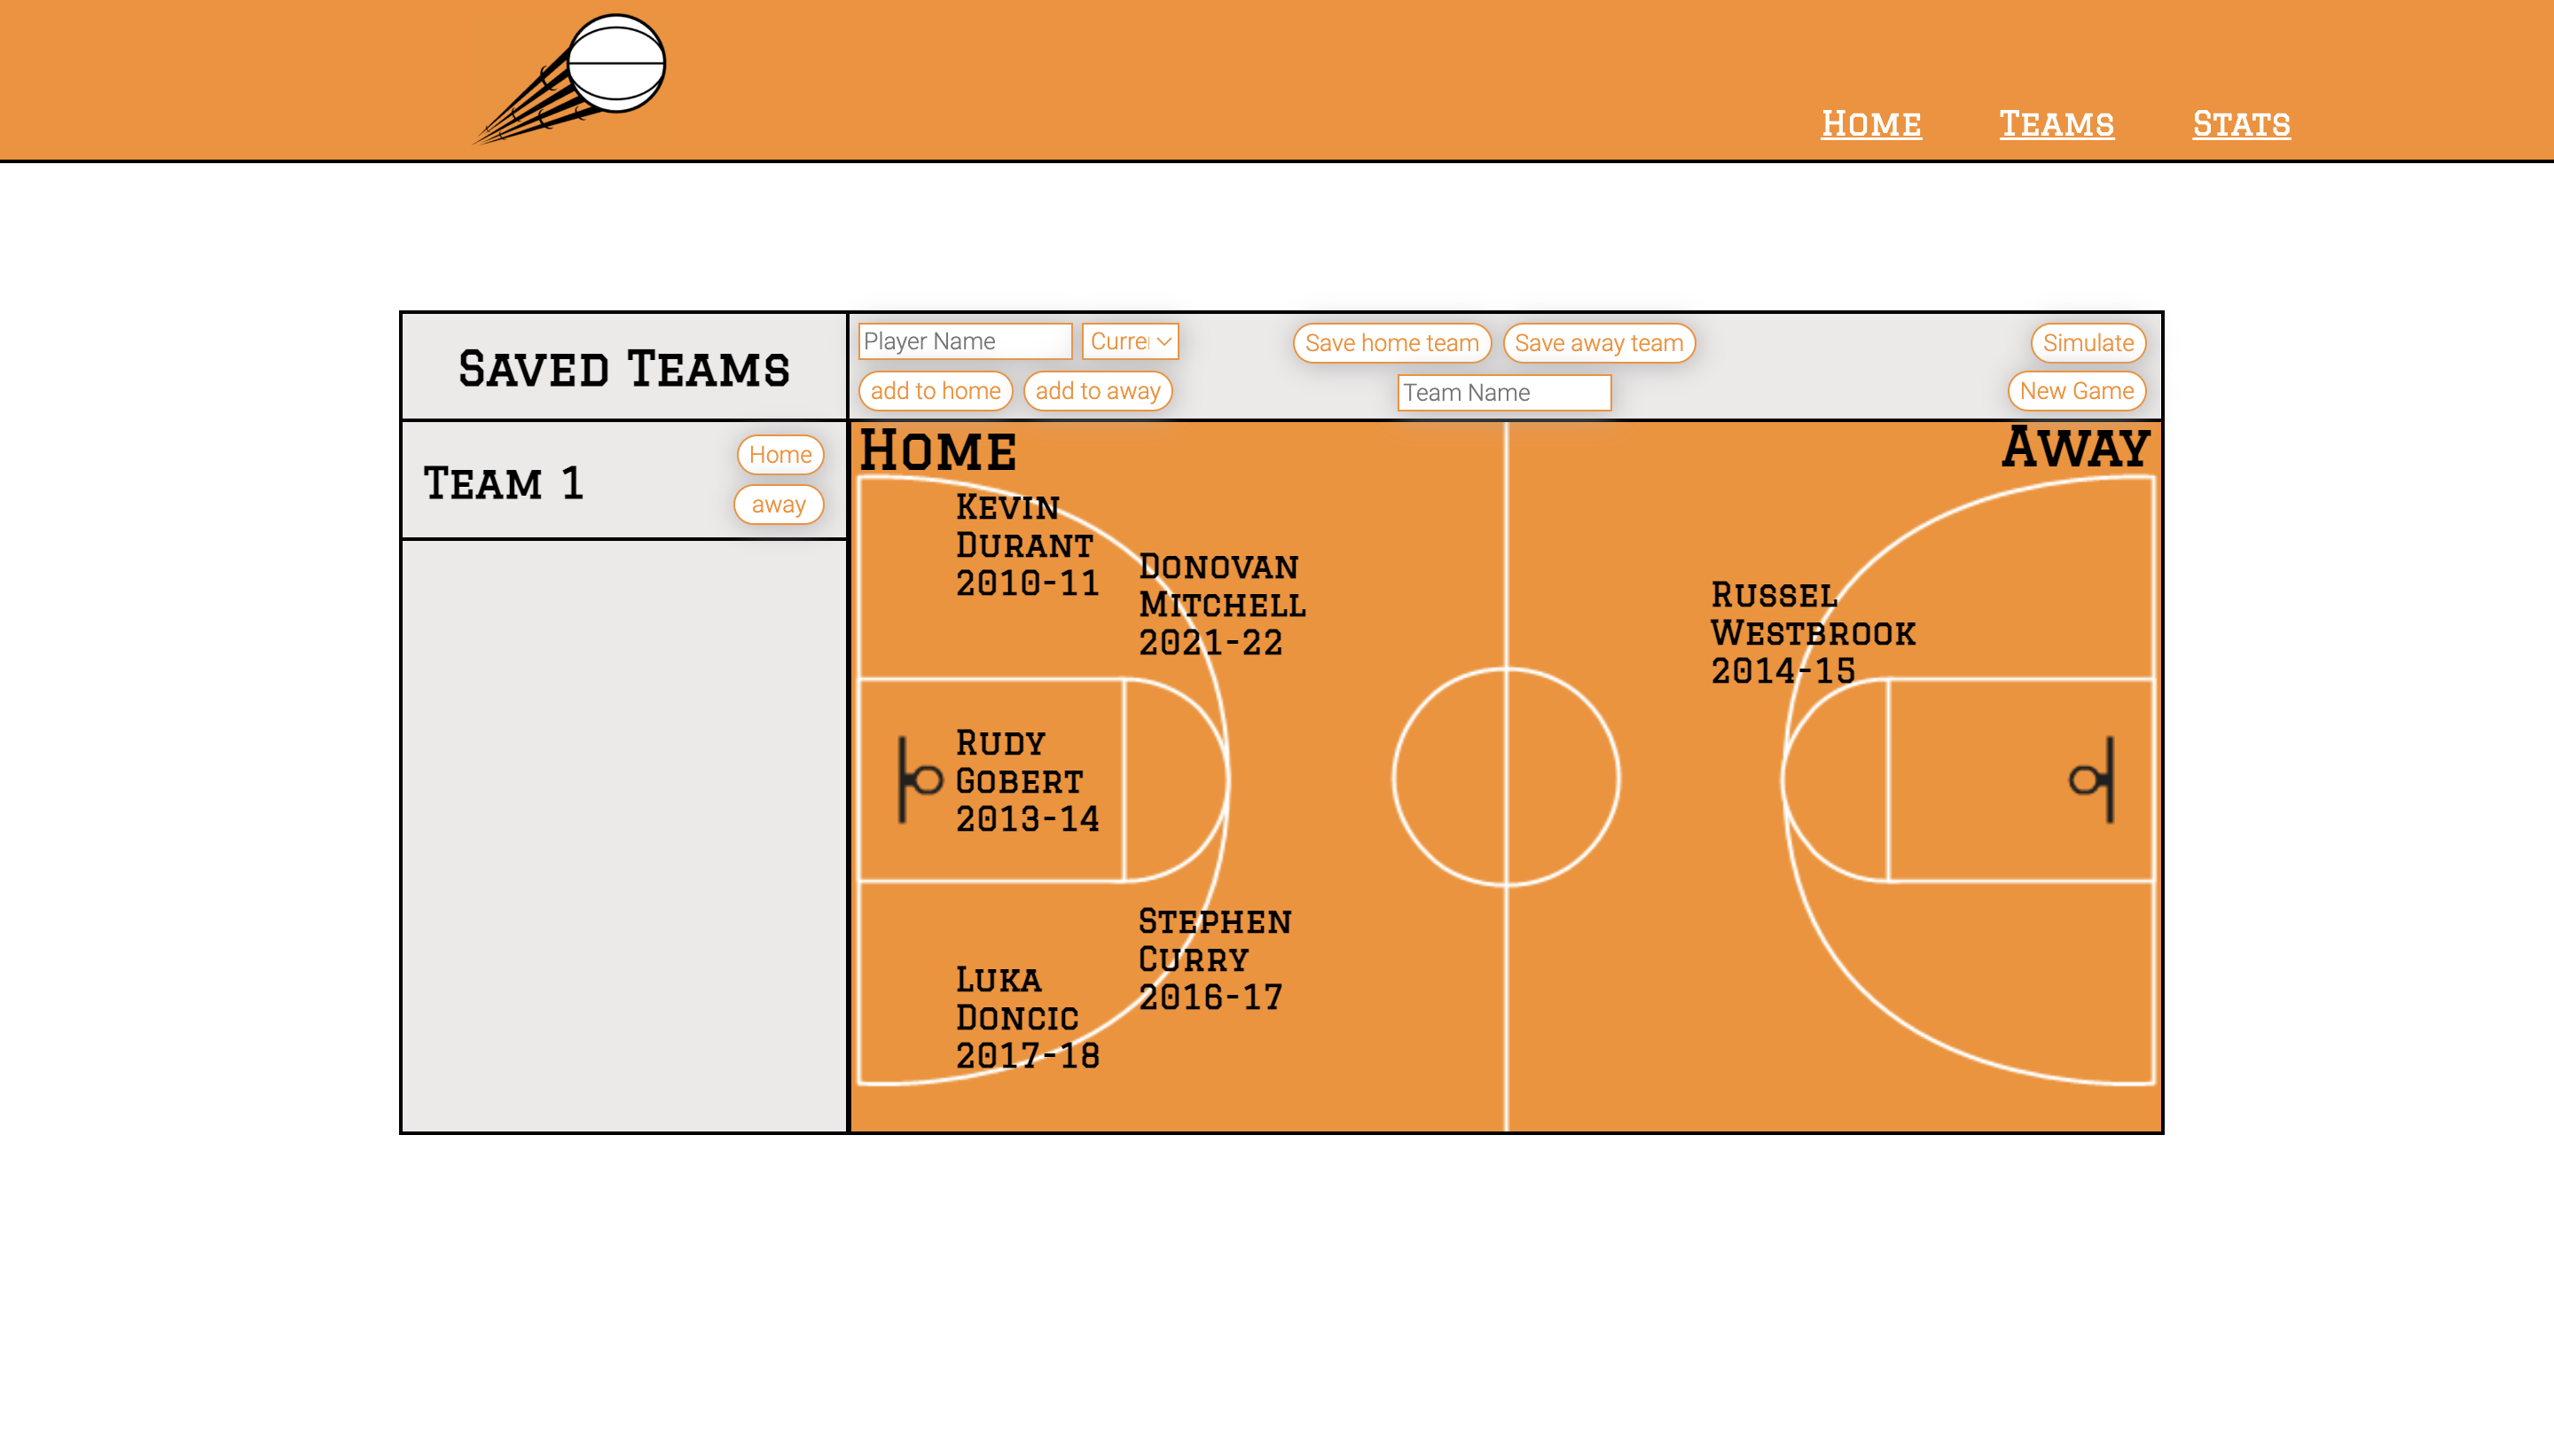 Home Teams Stats
Saved Teams
Player Name
Curre
Save home team
Save away team
Simulate
add to home
add to away
Team Name
New Game
Team 1
Home
away
Home
Away
Kevin
Durant
2010-11
Donovan
Mitchell
2021-22
Russel
Westbrook
2014-15
Rudy
Gobert
2013-14
Stephen
Curry
2016-17
Luka
Doncic
2017-18